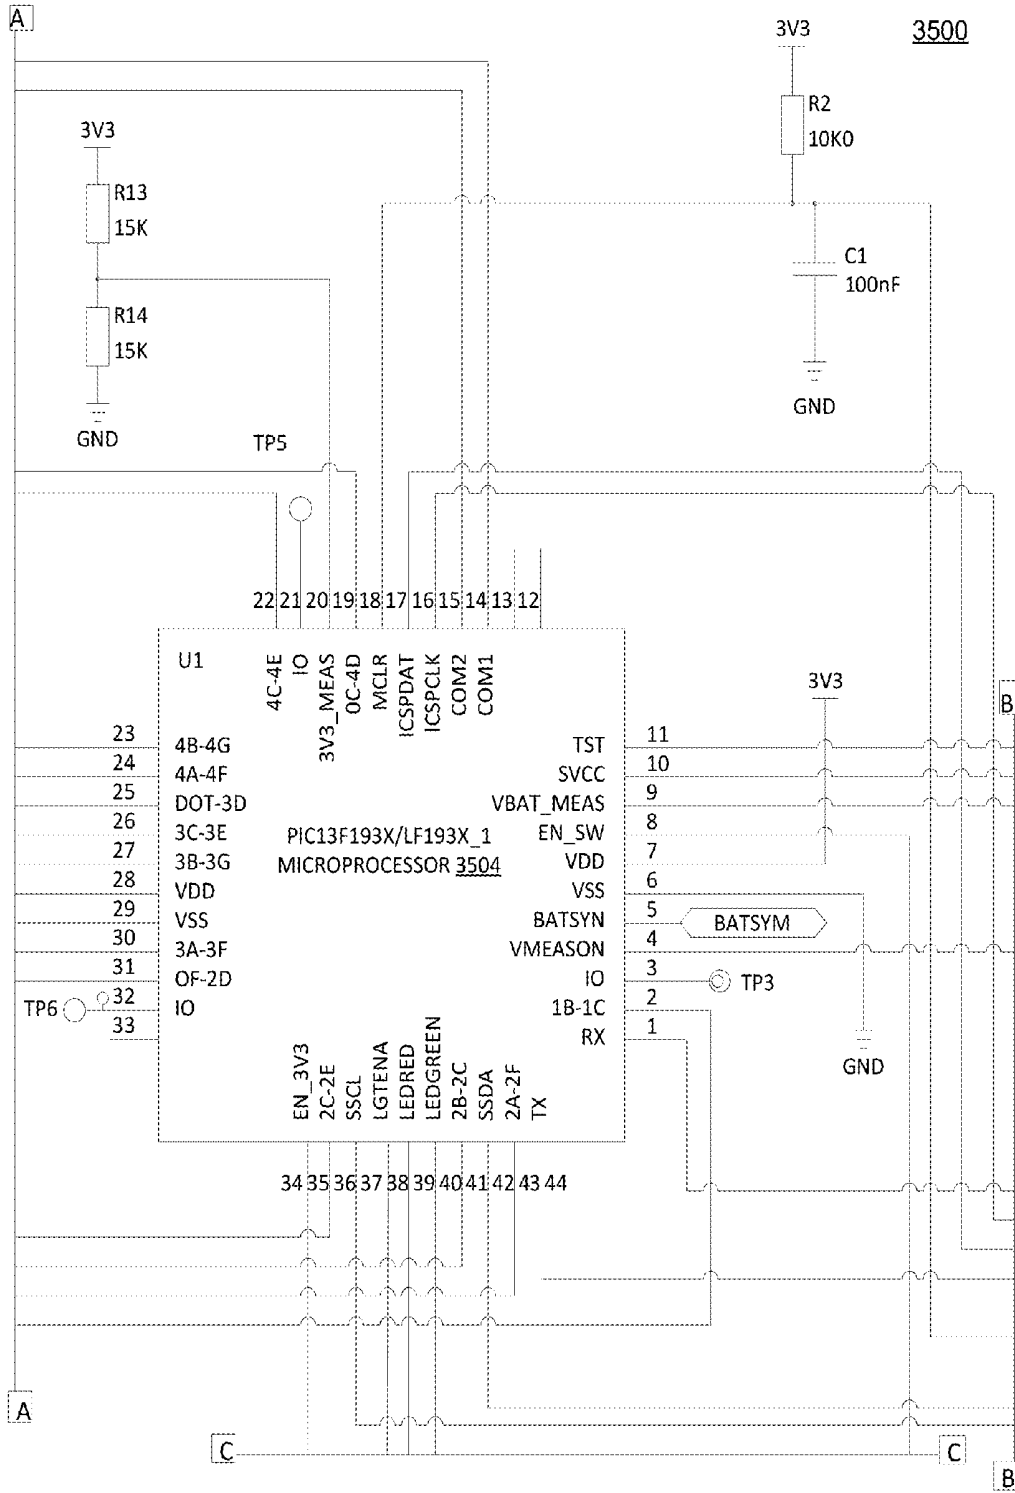 A
3500
3V3
R2
10K0
3V3
R13
15K
C1
100nF
R14
15K
GND
GND
TP5
22 21 20 19 18 17 16 15 14 13 12
U1
4C-4E
IO
3V3_MEAS
0C-4D
MCLR
ICSPDAT
ICSPCLK
COM2
COM1
3V3
B
23 4B-4G
24 4A-4F
25 DOT-3D
26 3C-3E
27 3B-3G
28 VDD
29 VSS
30 3A-3F
31 OF-2D
TP6 32 IO
33
PIC13F193X/LF193X_1
MICROPROCESSOR 3504
TST 11
SVCC 10
VBAT_MEAS 9
EN_SW 8
VDD 7
VSS 6
BATSYN 5 BATSYM
VMEASON 4
IO 3 TP3
1B-1C 2
RX 1
GND
EN_3V3
2C-2E
SSCL
LGTENA
LEDRED
LEDGREEN
2B-2C
SSDA
2A-2F
TX
34 35 36 37 38 39 40 41 42 43 44
A
C
C
B